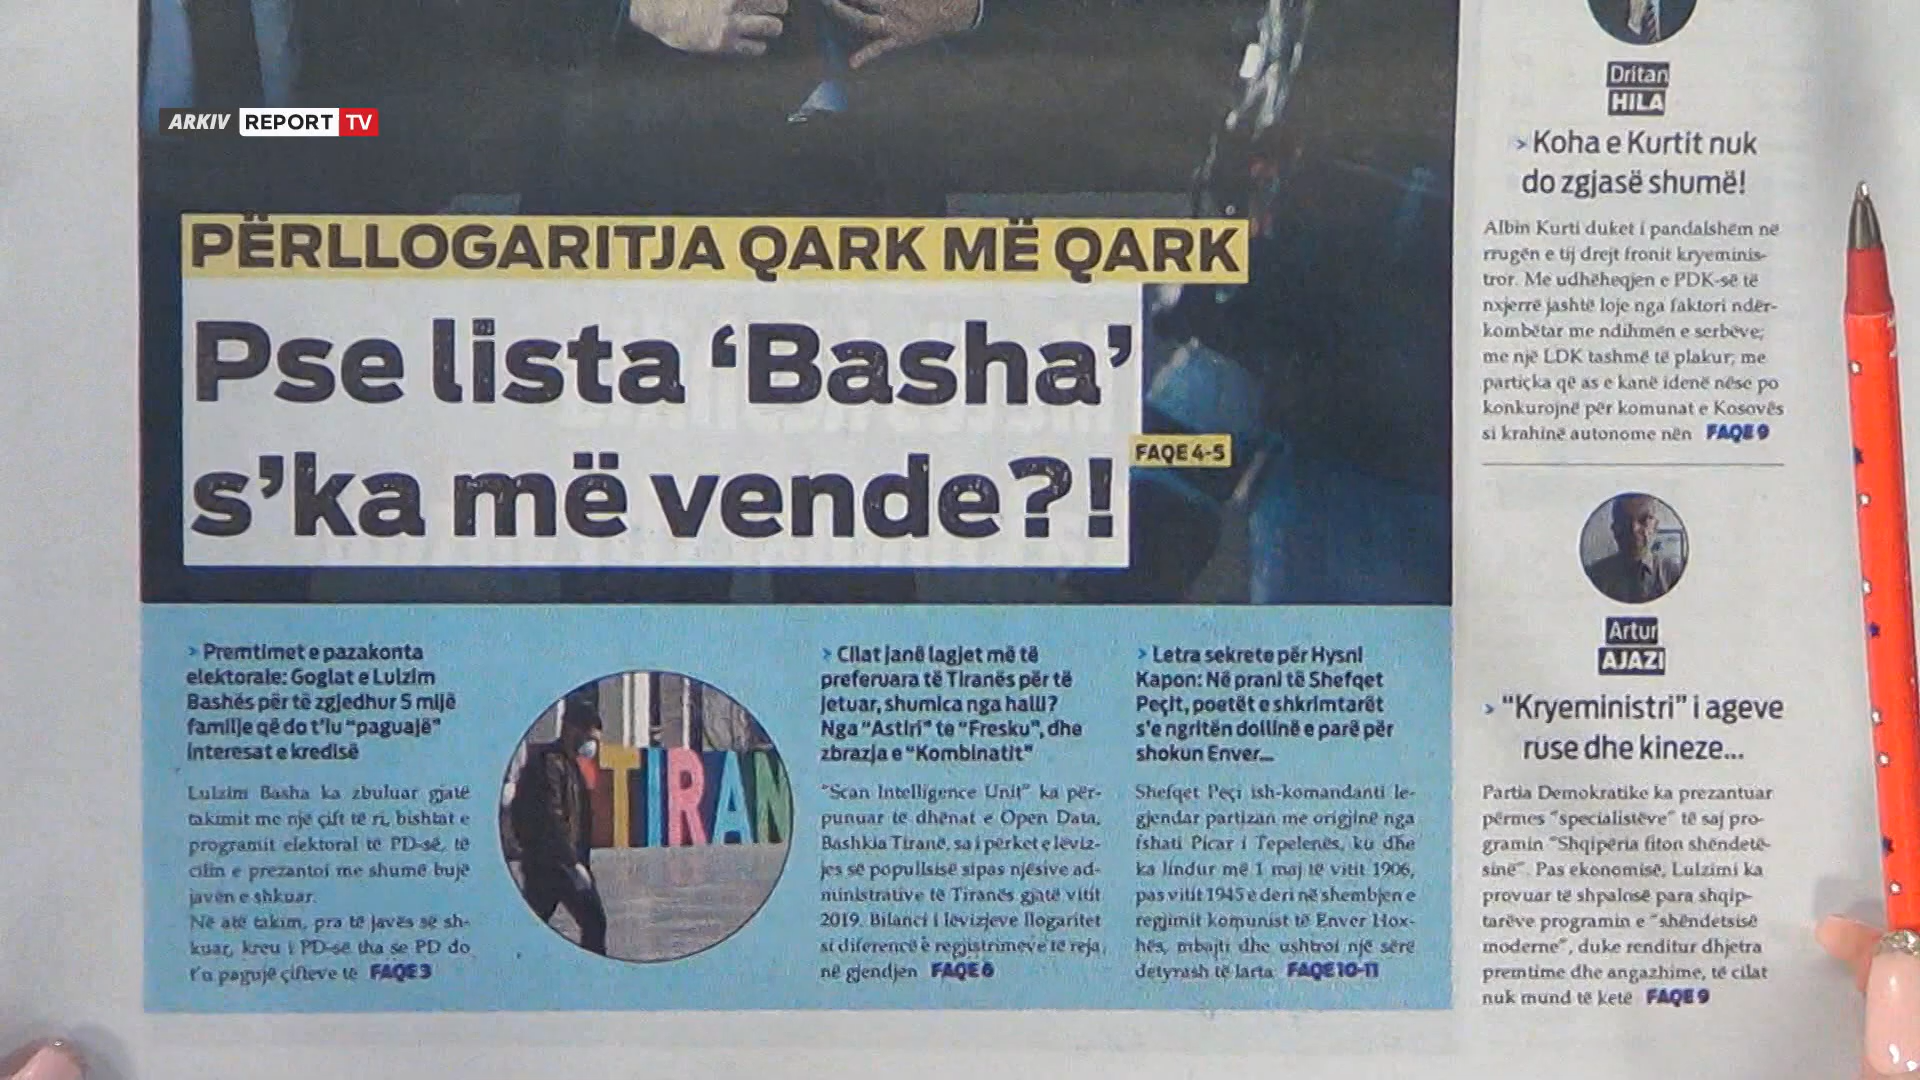 ARKIV REPORT TV
PËRLLOGARITJA QARK MË QARK
Pse lista ‘Basha’
s’ka më vende?!
FAQE 4-5
> Premtimet e pazakonta
elektorale: Goglat e Lulzim
Bashës për të zgjedhur 5 mijë
familje që do t'iu “paguajë”
interesat e kredisë
Lulzim Basha ka zbuluar gjatë
takimit me një çift të ri, bishtat e
programit elektoral të PD-së, të
cilin e prezantoi me shumë bujë
javën e shkuar.
Në atë takim, pra të javës së sh-
kuar, kreu i PD-së tha se PD do
t'u pagujë çifteve të FAQE 3
TIRAN
> Cilat janë lagjet më të
preferuara të Tiranës për të
jetuar, shumica nga halli?
Nga “Astiri” te “Fresku”, dhe
zbrazja e “Kombinatit”
“Scan Intelligence Unit” ka për-
punuar të dhënat e Open Data,
Bashkia Tiranë, sa i përket e lëviz-
jes së popullsisë sipas njësive ad-
ministrative të Tiranës gjatë vitit
2019. Bilanci i lëvizjeve llogaritet
si diferencë e regjistrimeve të reja,
në gjendjen FAQE 6
> Letra sekrete për Hysni
Kapon: Në prani të Shefqet
Peçit, poetët e shkrimtarët
s'e ngritën dollinë e parë për
shokun Enver...
Shefqet Peçi ish-komandanti le-
gjendar partizan me origjinë nga
fshati Picar i Tepelenës, ku dhe
ka lindur më 1 maj të vitit 1906,
pas vitit 1945 e deri në shembjen e
regjimit komunist të Enver Hox-
hës, mbajti dhe ushtroi një sërë
detyrash të larta FAQE 10-11
Dritan
HILA
> Koha e Kurtit nuk
do zgjasë shumë!
Albin Kurti duket i pandalshëm në
rrugën e tij drejt fronit kryeminis-
tror. Me udhëheqjen e PDK-së të
nxjerrë jashtë loje nga faktori ndër-
kombëtar me ndihmën e serbëve;
me një LDK tashmë të plakur; me
partiçka që as e kanë idenë nëse po
konkurojnë për komunat e Kosovës
si krahinë autonome nën FAQE 9
Artur
AJAZI
> “Kryeministri” i ageve
ruse dhe kineze...
Partia Demokratike ka prezantuar
përmes “specialistëve” të saj pro-
gramin “Shqipëria fiton shëndetë-
sinë”. Pas ekonomisë, Lulzimi ka
provuar të shpalosë para shqip-
tarëve programin e “shëndetsisë
moderne”, duke renditur dhjetra
premtime dhe angazhime, të cilat
nuk mund të ketë FAQE 9